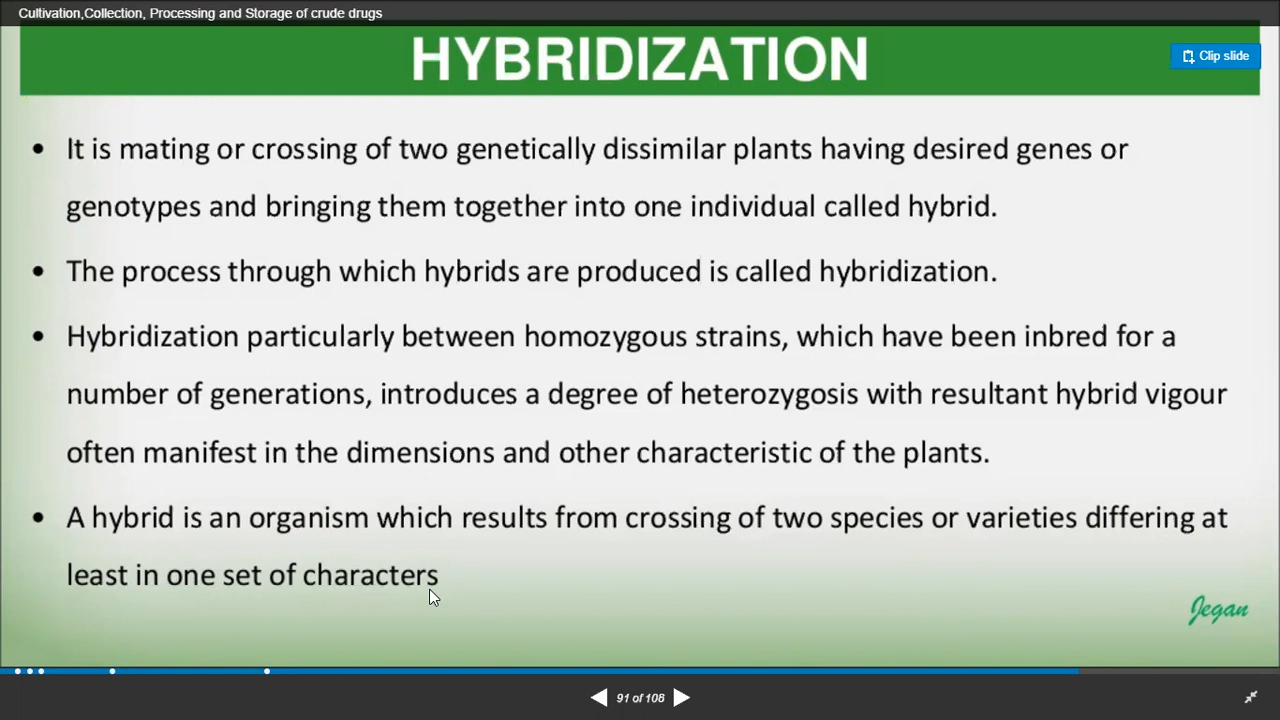 Cultivation,Collection, Processing and Storage of crude drugs
HYBRIDIZATION
Clip slide
• It is mating or crossing of two genetically dissimilar plants having desired genes or
genotypes and bringing them together into one individual called hybrid.
• The process through which hybrids are produced is called hybridization.
• Hybridization particularly between homozygous strains, which have been inbred for a
number of generations, introduces a degree of heterozygosis with resultant hybrid vigour
often manifest in the dimensions and other characteristic of the plants.
• A hybrid is an organism which results from crossing of two species or varieties differing at
least in one set of characters
Jegan
91 of 108